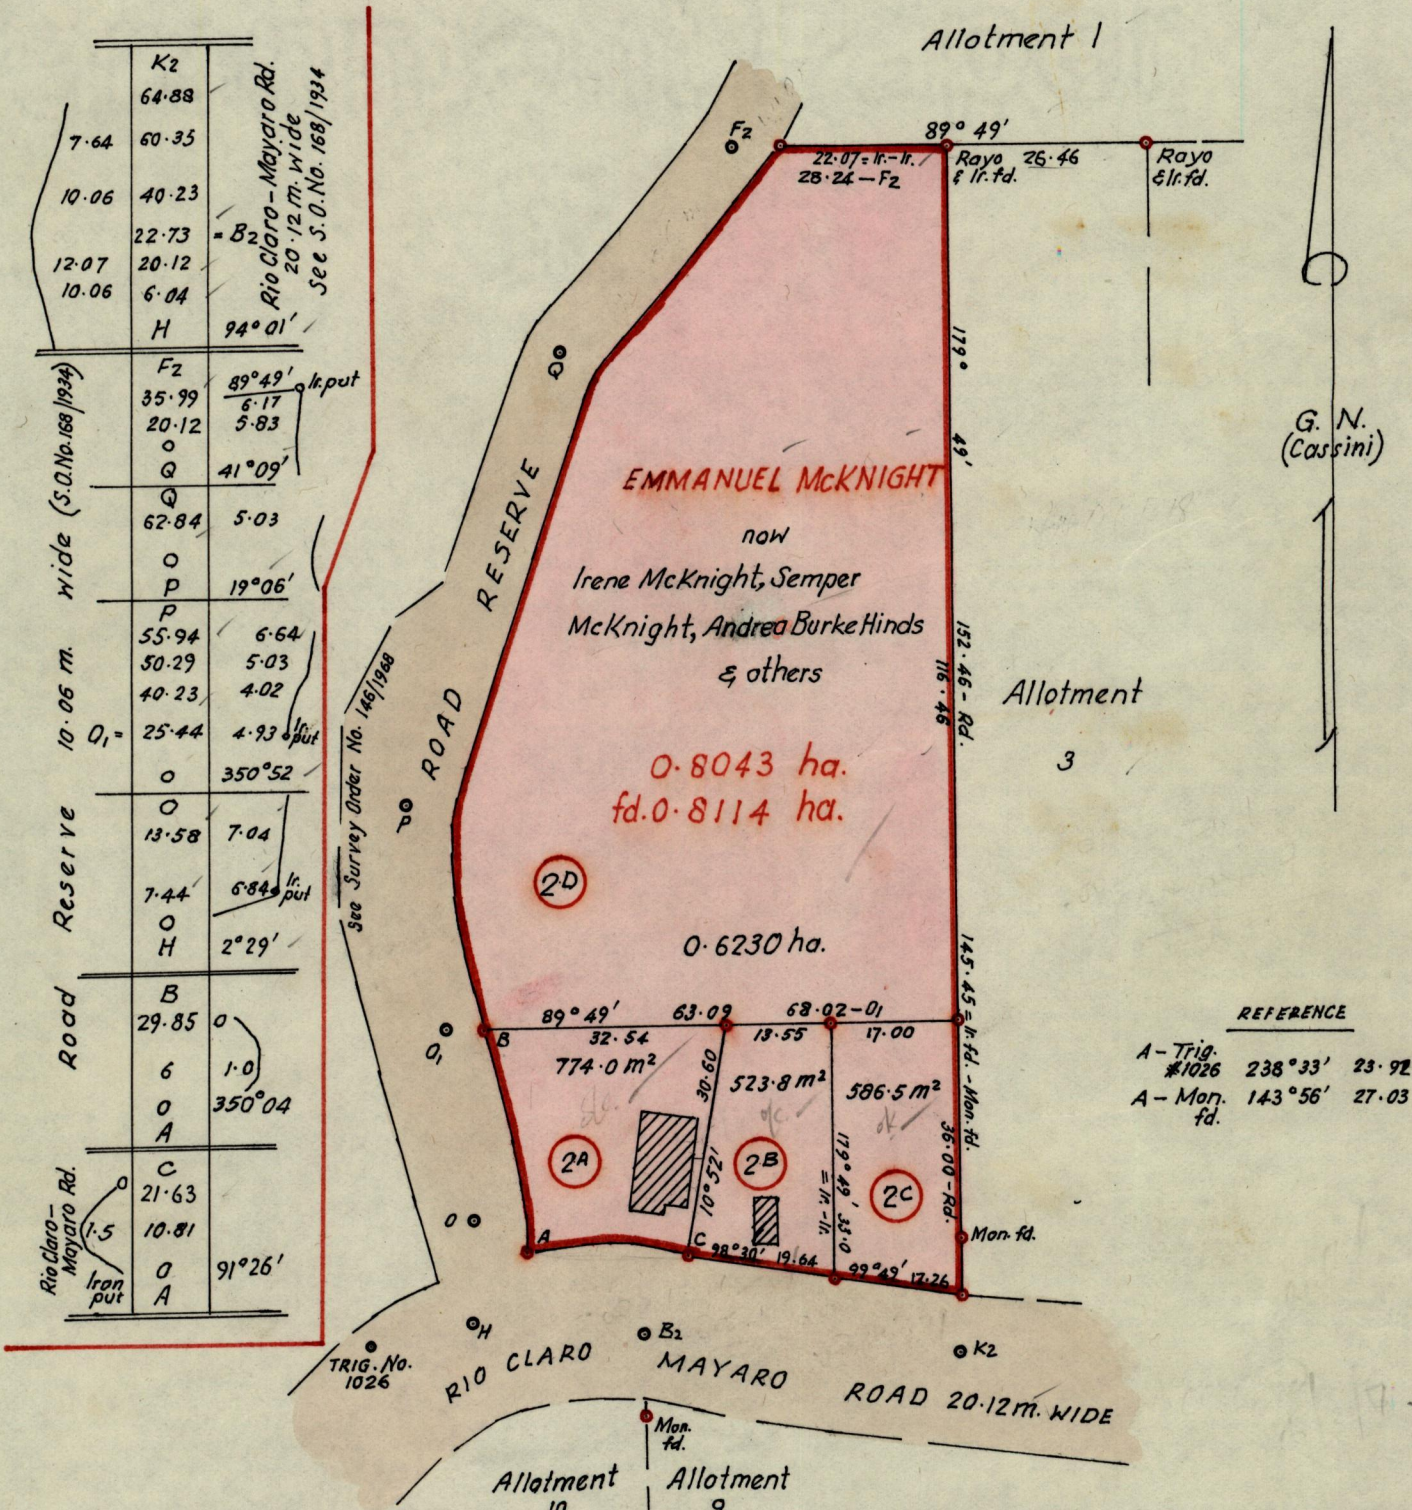 Allotment 1
K2
64·88
7·64 60·35
10·06 40·23
22·73 = B2
12·07 20·12
10·06 6·04
H 94°01'
Rio Claro-Mayaro Rd.
20·12 m. wide
See S.O.No. 168/1934
F2
35·99 89°49' Ir. put
6·17
20·12 5·83
O
Q 41°09'
Q
62·84 5·03
O
P 19°06'
P
55·94 6·64
50·29 5·03
40·23 4·02
O1= 25·44 4·93 Ir. put
O 350°52
O
13·58 7·04
7·44 6·84 Ir. put
O
H 2°29'
Road Reserve 10·06 m. wide (S.O.No.168/1934)
B
29·85 O
6 1·0
O 350°04
A
C
O 21·63
1·5 10·81
O 91°26'
Iron put A
Rio Claro-
Mayaro Rd.
F2
89° 49'
22·07=Ir.-Ir.
28·24-F2
Rayo
& Ir. fd.
26·46
Rayo
& Ir. fd.
G. N.
(Cassini)
Q
179° 49'
152·46-Rd.
116·46
145·45=Ir. fd.-Mon. fd.
36·00-Rd.
ROAD RESERVE
See Survey Order No. 146/1968
P
EMMANUEL McKNIGHT
now
Irene McKnight, Semper
McKnight, Andrea Burke Hinds
& others
Allotment
3
0·8043 ha.
fd.0·8114 ha.
2D
0·6230 ha.
O1
B
89°49' 63·09 68·02-O1
32·54 13·55 17·00
774·0 m²
523·8 m²
586·5 m²
30·60
10°52'
179°49' 33·0
=Ir.-Ir.
2A
2B
2C
O
A
C
98°30' 19·64
99°49' 17·26
Mon. fd.
REFERENCE
A-Trig.
#1026 238°33' 23·92
A-Mon. 143°56' 27·03
fd.
H
B2
K2
TRIG. No.
1026
RIO CLARO MAYARO ROAD 20·12m. WIDE
Mon.
fd.
Allotment
10
Allotment
9